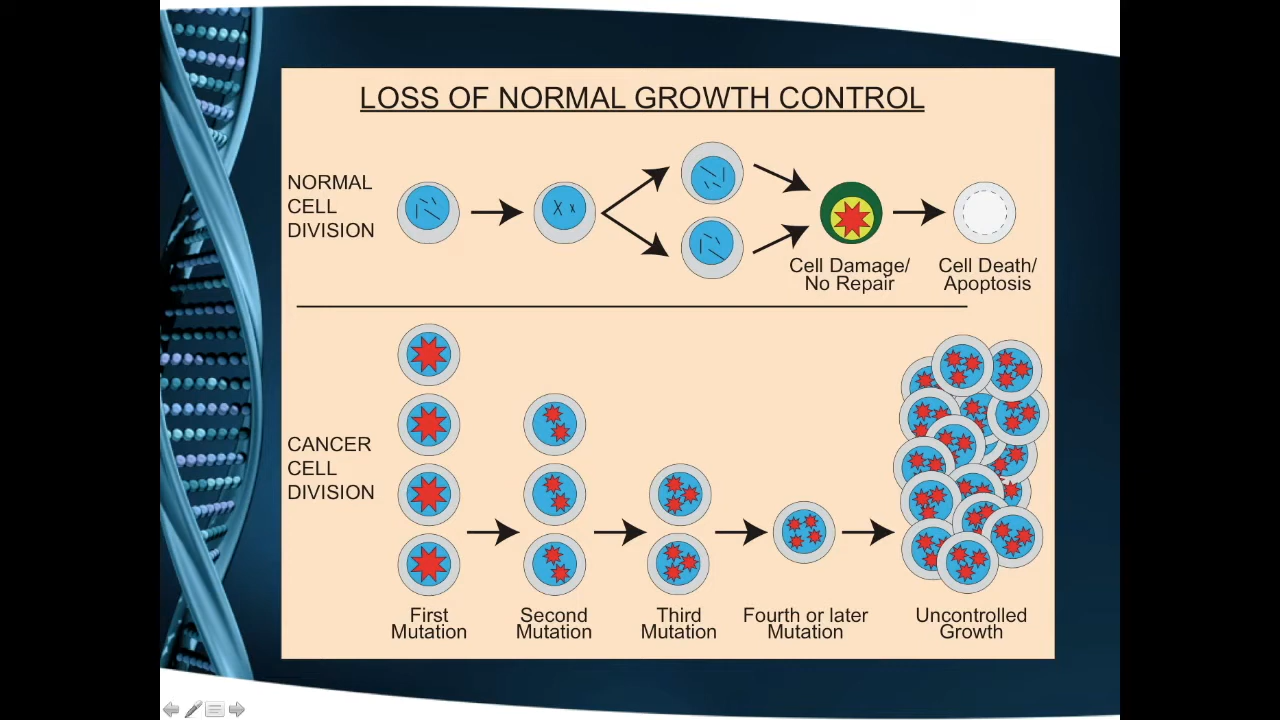 LOSS OF NORMAL GROWTH CONTROL
NORMAL
CELL
DIVISION
Cell Damage/
No Repair
Cell Death/
Apoptosis
CANCER
CELL
DIVISION
First
Mutation
Second
Mutation
Third
Mutation
Fourth or later
Mutation
Uncontrolled
Growth